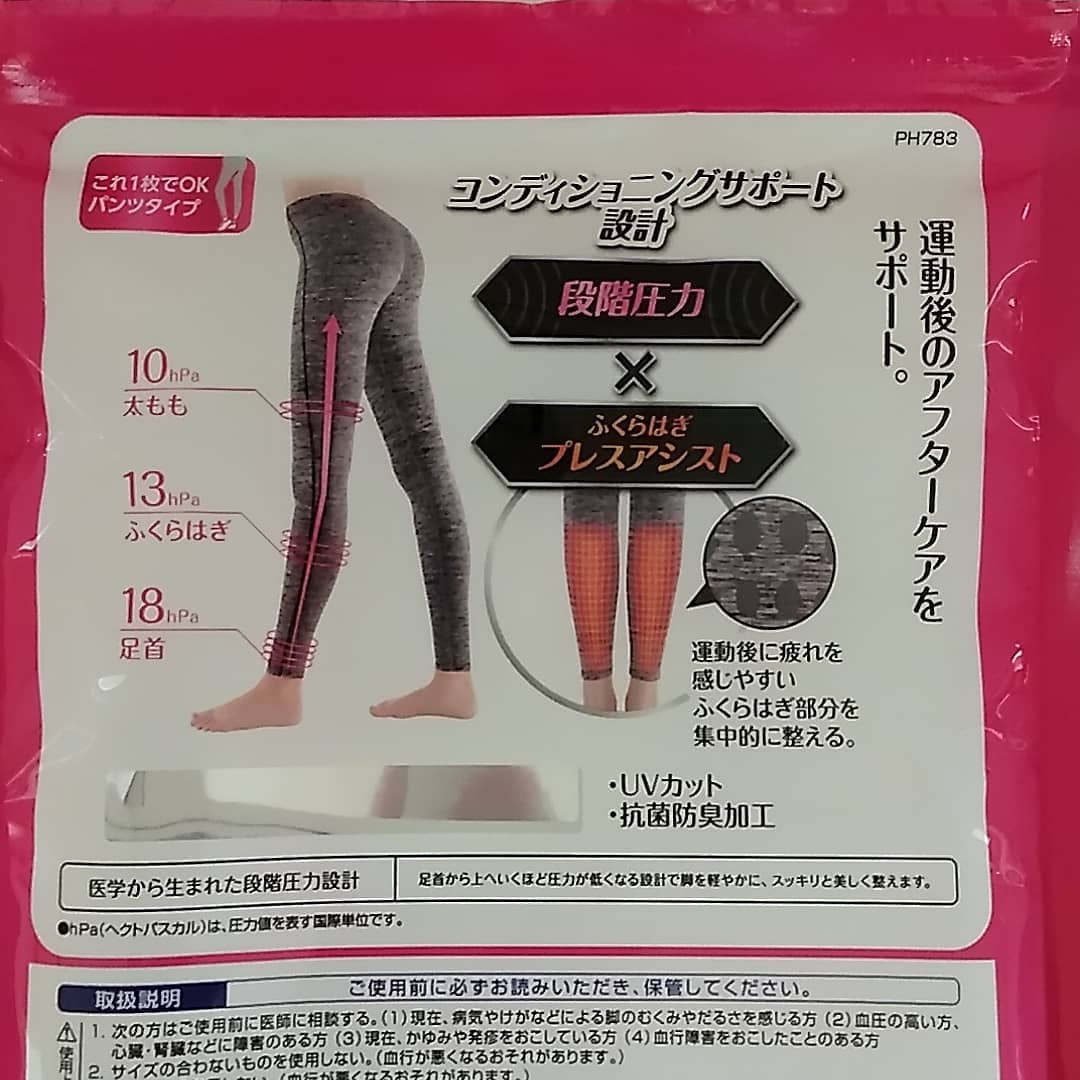 PH783
これ1枚でOK
パンツタイプ
コンディショニングサポート
設計
段階圧力
×
ふくらはぎ
プレスアシスト
運動後のアフターケアを
サポート。
10hPa
太もも
13hPa
ふくらはぎ
18hPa
足首
運動後に疲れを
感じやすい
ふくらはぎ部分を
集中的に整える。
・UVカット
・抗菌防臭加工
医学から生まれた段階圧力設計
足首から上へいくほど圧力が低くなる設計で脚を軽やかに、スッキリと美しく整えます。
●hPa(ヘクトパスカル)は、圧力値を表す国際単位です。
取扱説明
ご使用前に必ずお読みいただき、保管してください。
1. 次の方はご使用前に医師に相談する。(1)現在、病気やけがなどによる脚のむくみやだるさを感じる方 (2)血圧の高い方、
心臓・腎臓などに障害のある方 (3)現在、かゆみや発疹をおこしている方 (4)血行障害をおこしたことのある方
2. サイズの合わないものを使用しない。(血行が悪くなるおそれがあります。)
(血行が悪くなるおそれがあります。)
使用